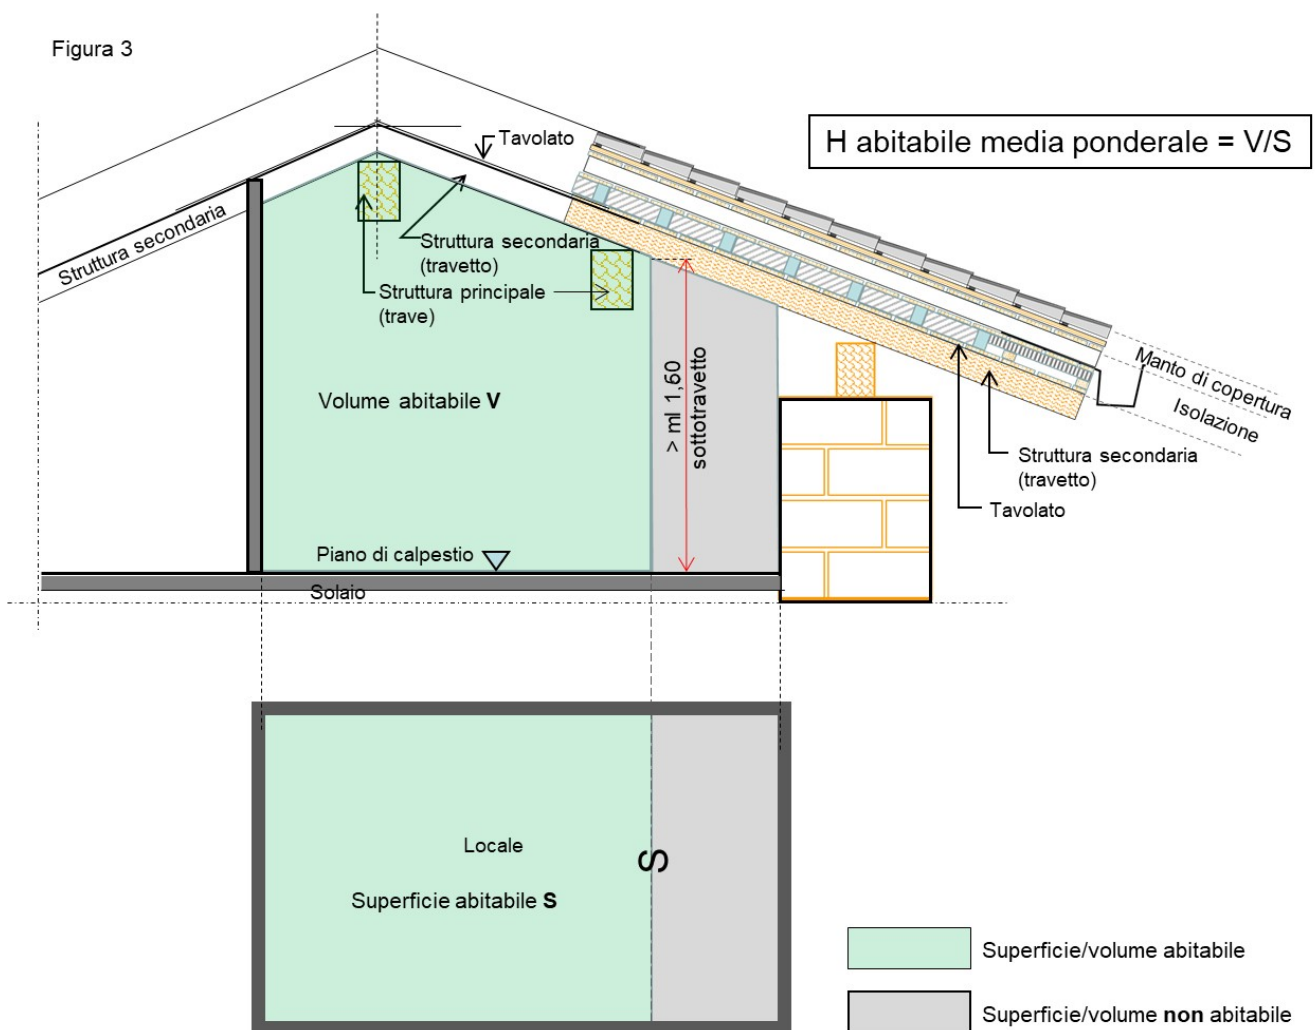 Figura 3
H abitabile media ponderale = V/S
Tavolato
Struttura secondaria
Struttura secondaria
(travetto)
Struttura principale
(trave)
Volume abitabile V
> ml 1,60
sottotravetto
Manto di copertura
Isolazione
Struttura secondaria
(travetto)
Tavolato
Piano di calpestio
Solaio
Locale
S
Superficie abitabile S
Superficie/volume abitabile
Superficie/volume non abitabile